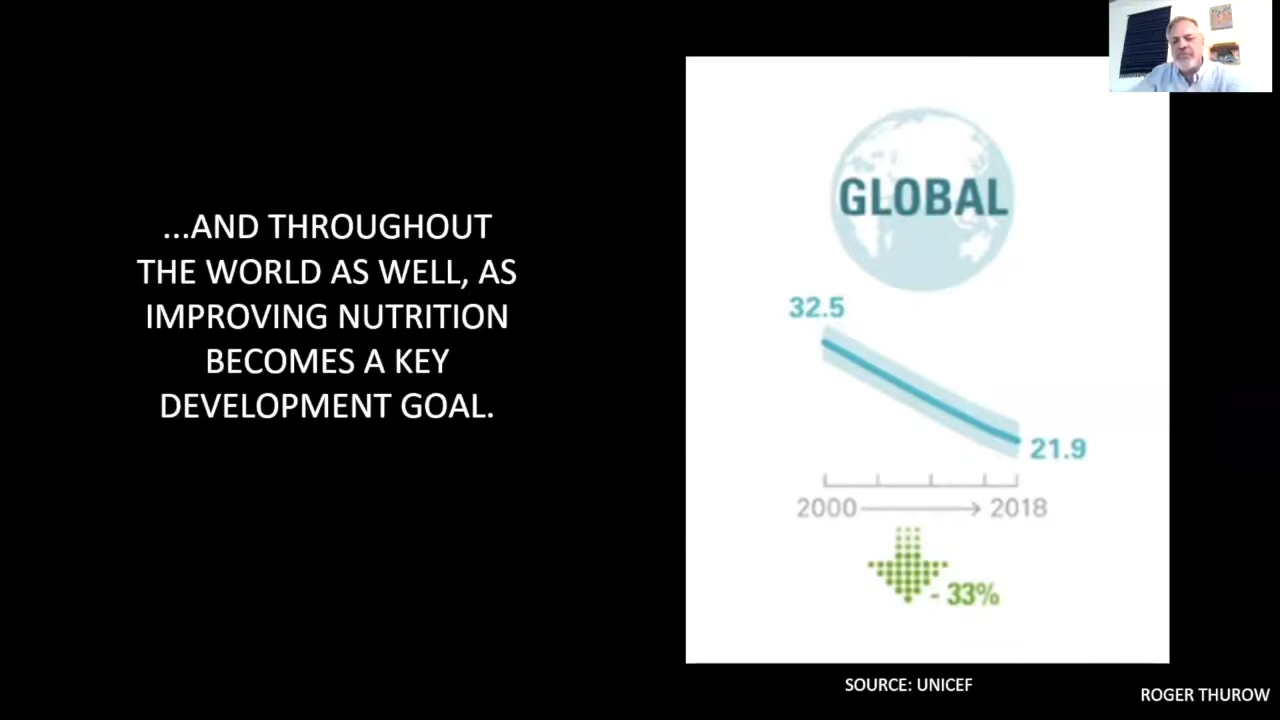 ...AND THROUGHOUT
THE WORLD AS WELL, AS
IMPROVING NUTRITION
BECOMES A KEY
DEVELOPMENT GOAL.
GLOBAL
32.5
21.9
2000
2018
- 33%
SOURCE: UNICEF
ROGER THUROW